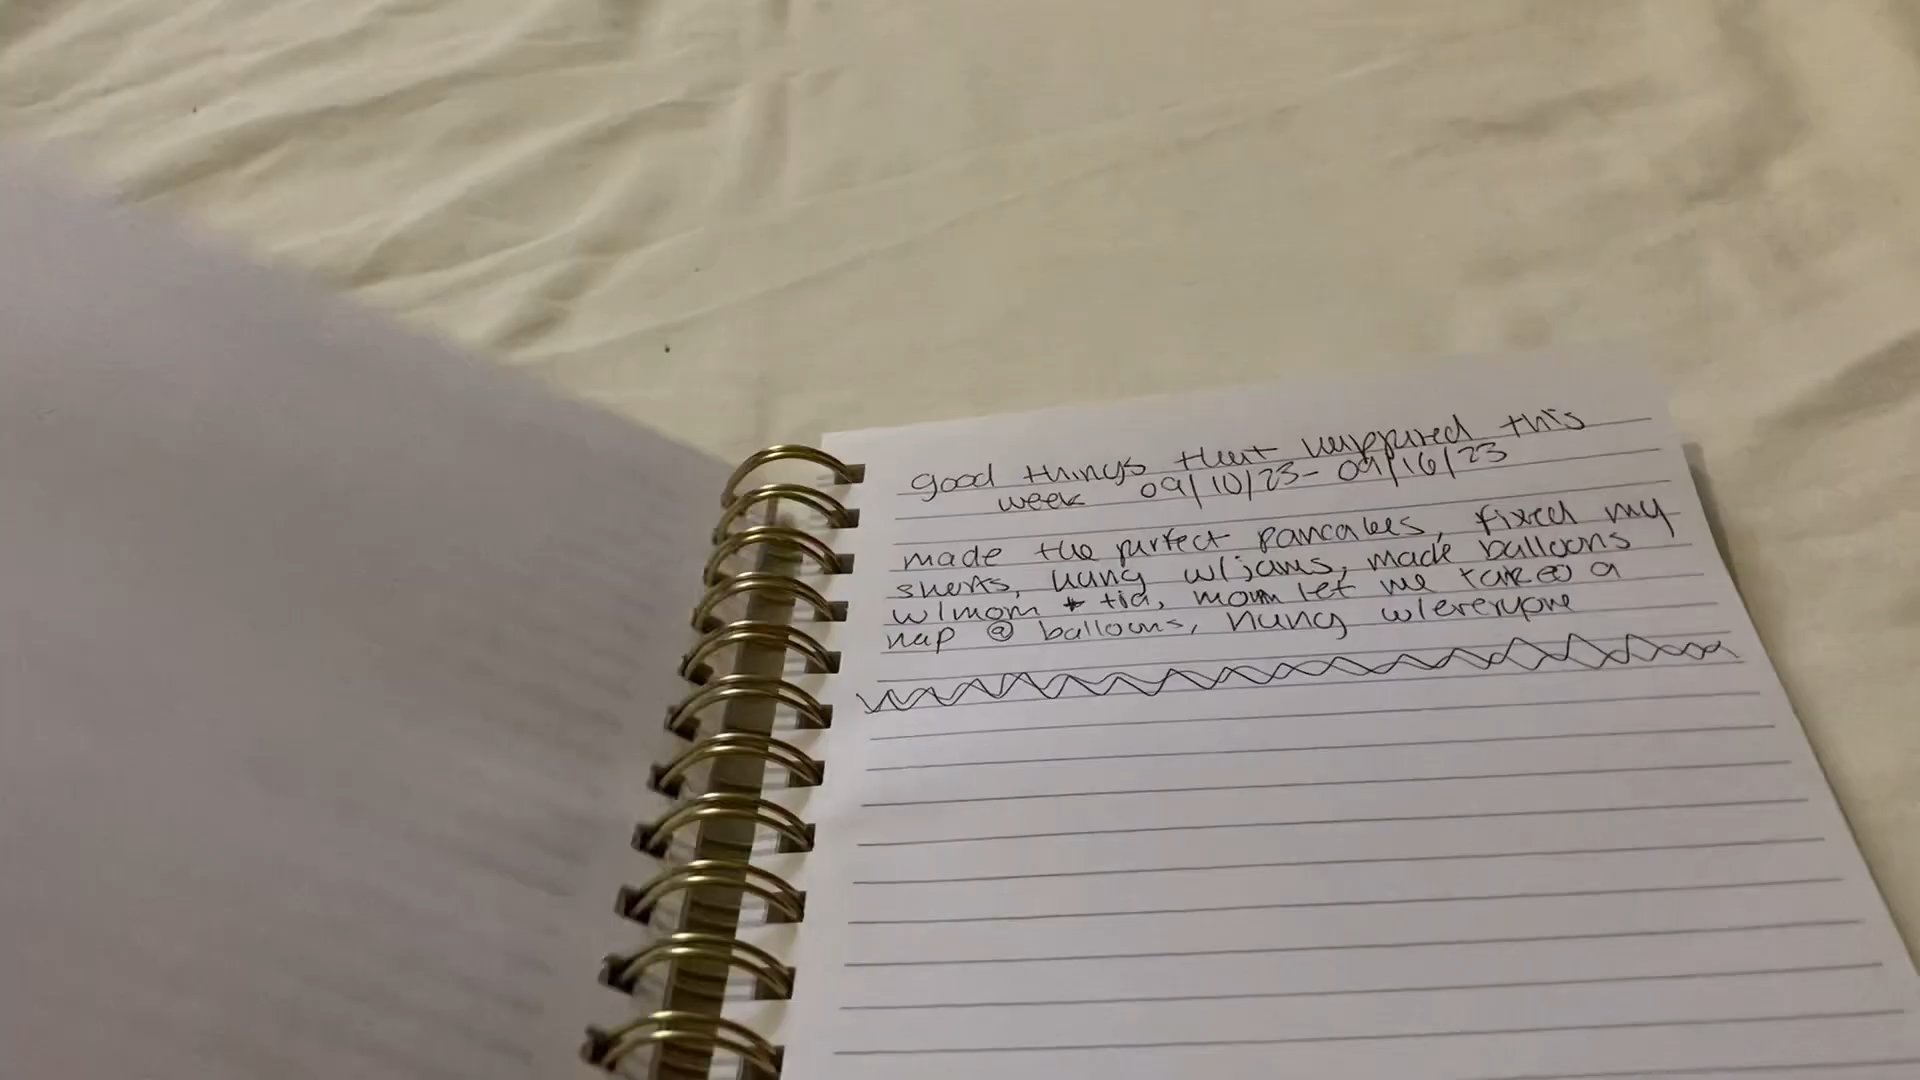 good things that happened this
week 09/10/23 - 09/16/23
made the perfect pancakes, fixed my
shorts, hung w/jams, made balloons
w/mom + tia, mom let me take a
nap @ balloons, hung w/everyone